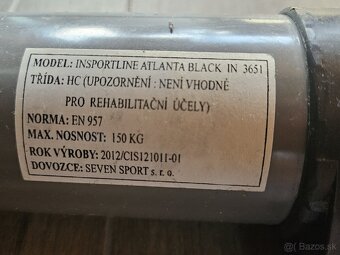 MODEL: INSPORTLINE ATLANTA BLACK IN 3651
TŘÍDA: HC (UPOZORNĚNÍ : NENÍ VHODNÉ
PRO REHABILITAČNÍ ÚČELY)
NORMA: EN 957
MAX. NOSNOST: 150 KG
ROK VÝROBY: 2012/CIS121011-01
DOVOZCE: SEVEN SPORT s.r.o.
Bazos.sk